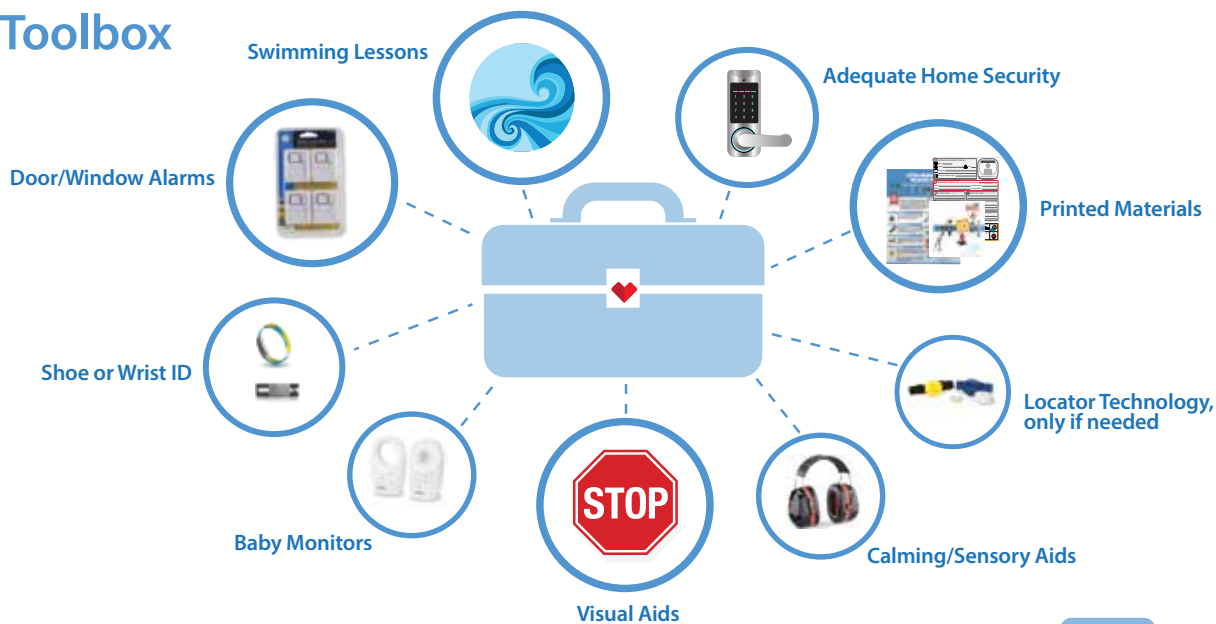 Toolbox
Swimming Lessons
Adequate Home Security
Door/Window Alarms
Printed Materials
Shoe or Wrist ID
Locator Technology,
only if needed
STOP
Baby Monitors
Calming/Sensory Aids
Visual Aids